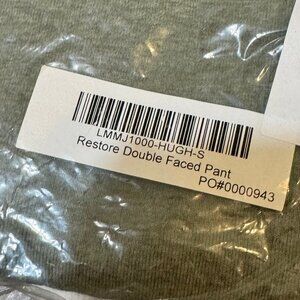 LMMJ1000-HUGH-S
Restore Double Faced Pant
PO#0000943